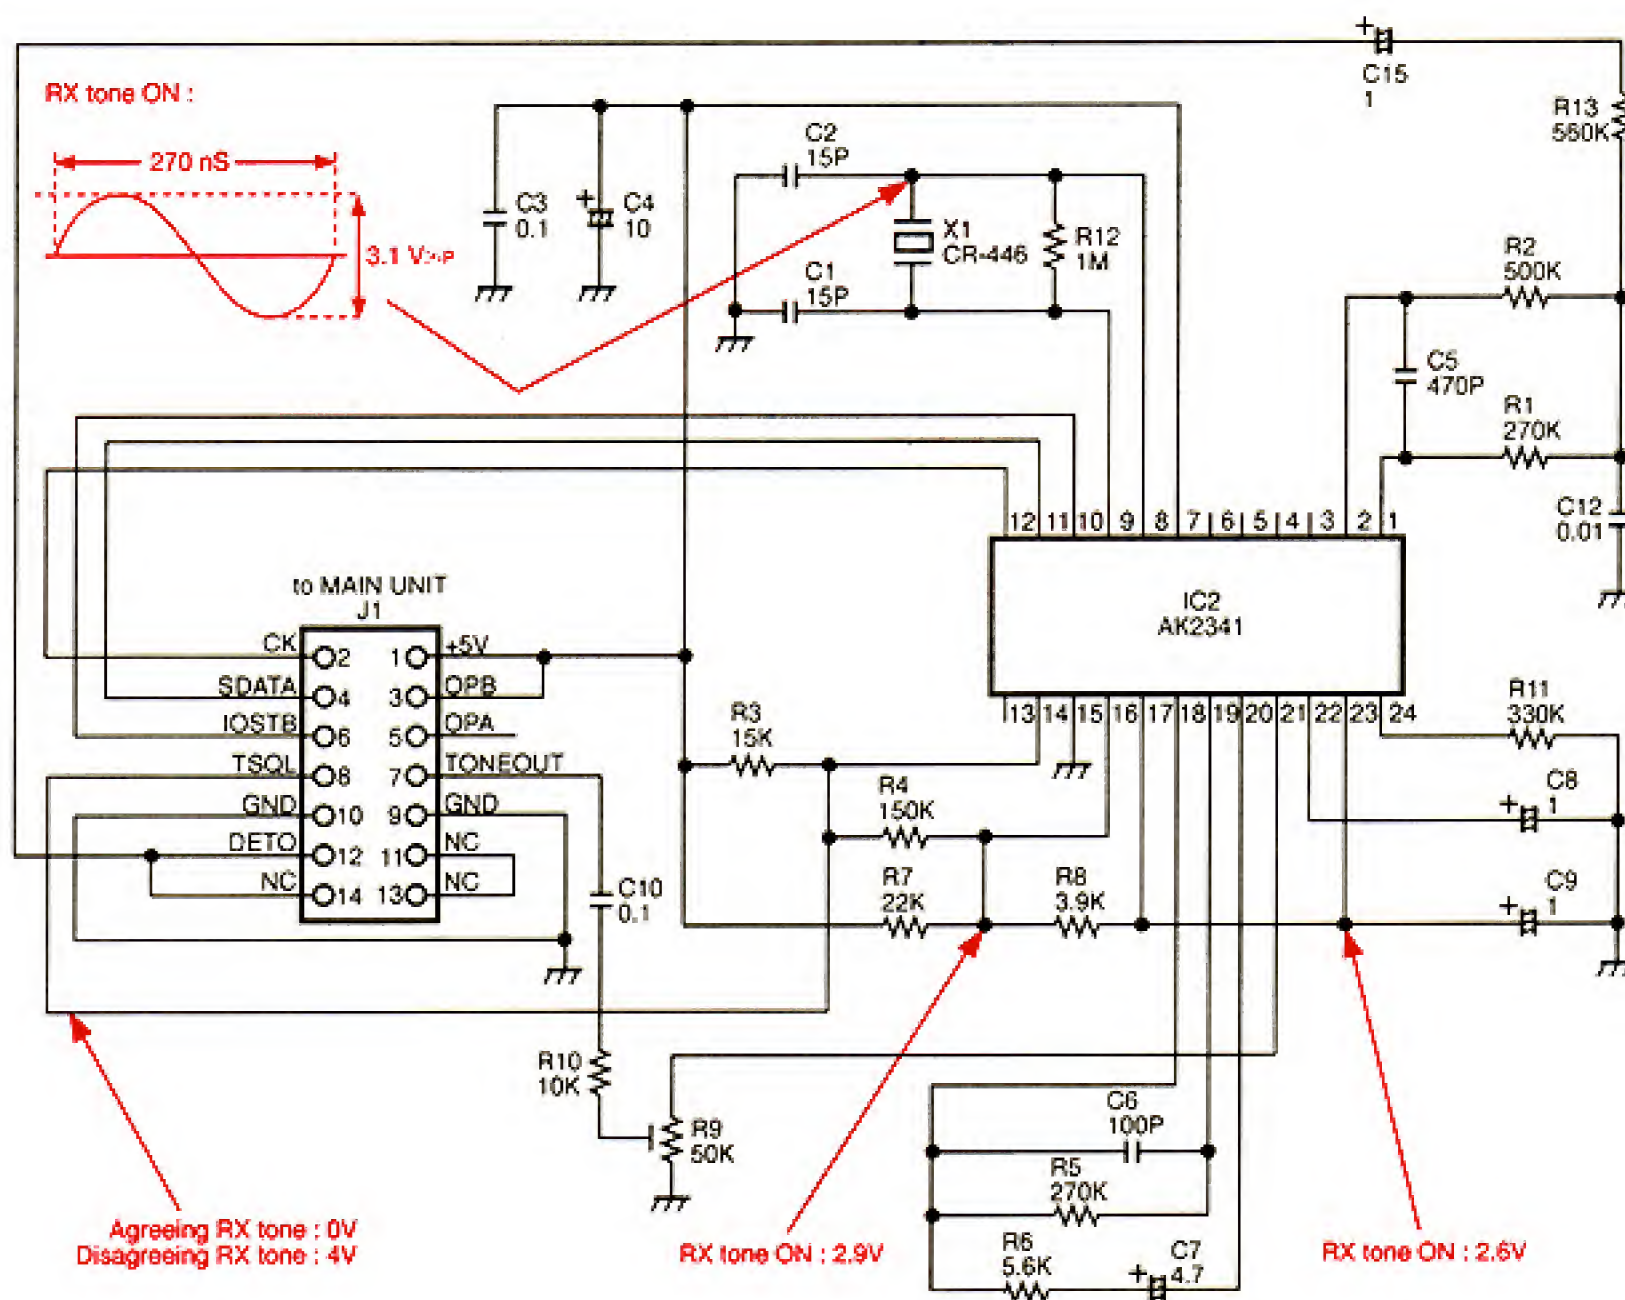 C15
1
RX tone ON :
270 nS
3.1 VP-P
C3
0.1
C4
10
C2
15P
C1
15P
X1
CR-446
R12
1M
R13
560K
R2
500K
C5
470P
R1
270K
C12
0.01
12 11 10 9 8 7 6 5 4 3 2 1
IC2
AK2341
13 14 15 16 17 18 19 20 21 22 23 24
to MAIN UNIT
J1
CK 2 1 +5V
SDATA 4 3 OPB
IOSTB 6 5 OPA
TSQL 8 7 TONEOUT
GND 10 9 GND
DETO 12 11 NC
NC 14 13 NC
R3
15K
R4
150K
R7
22K
R8
3.9K
R11
330K
C8
1
C9
1
C10
0.1
R10
10K
R9
50K
C6
100P
R5
270K
R6
5.6K
C7
4.7
Agreeing RX tone : 0V
Disagreeing RX tone : 4V
RX tone ON : 2.9V
RX tone ON : 2.6V